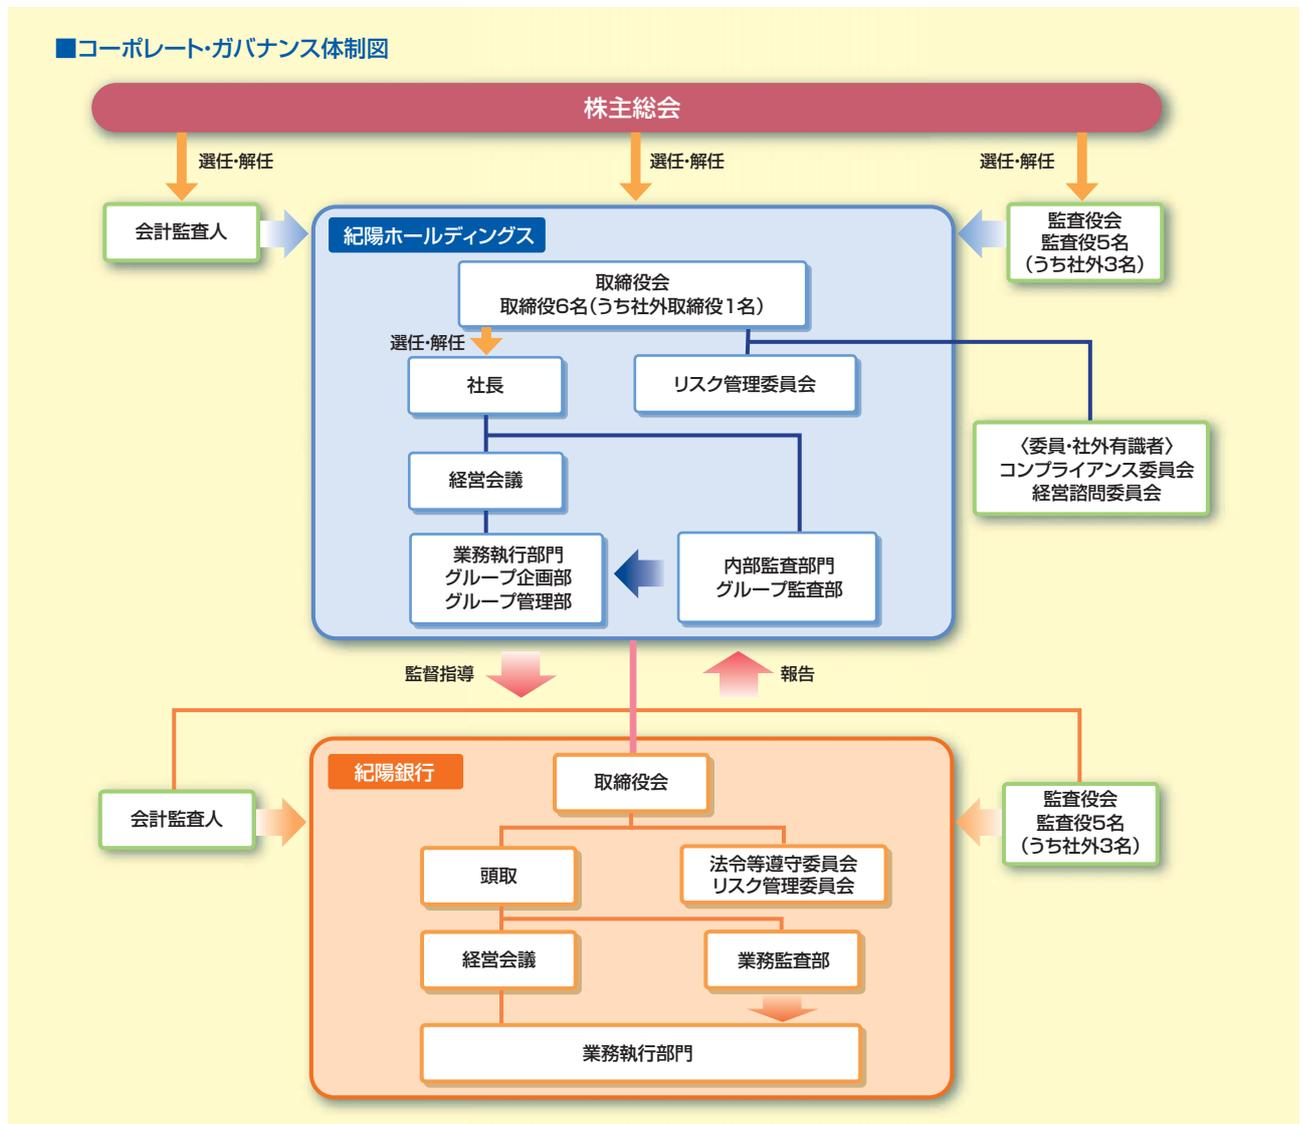 ■コーポレート・ガバナンス体制図
株主総会
選任・解任
選任・解任
選任・解任
会計監査人
監査役会
監査役5名
（うち社外3名）
紀陽ホールディングス
取締役会
取締役6名（うち社外取締役1名）
選任・解任
社長
リスク管理委員会
〈委員・社外有識者〉
コンプライアンス委員会
経営諮問委員会
経営会議
業務執行部門
グループ企画部
グループ管理部
内部監査部門
グループ監査部
監督指導
報告
紀陽銀行
取締役会
会計監査人
監査役会
監査役5名
（うち社外3名）
頭取
法令等遵守委員会
リスク管理委員会
経営会議
業務監査部
業務執行部門